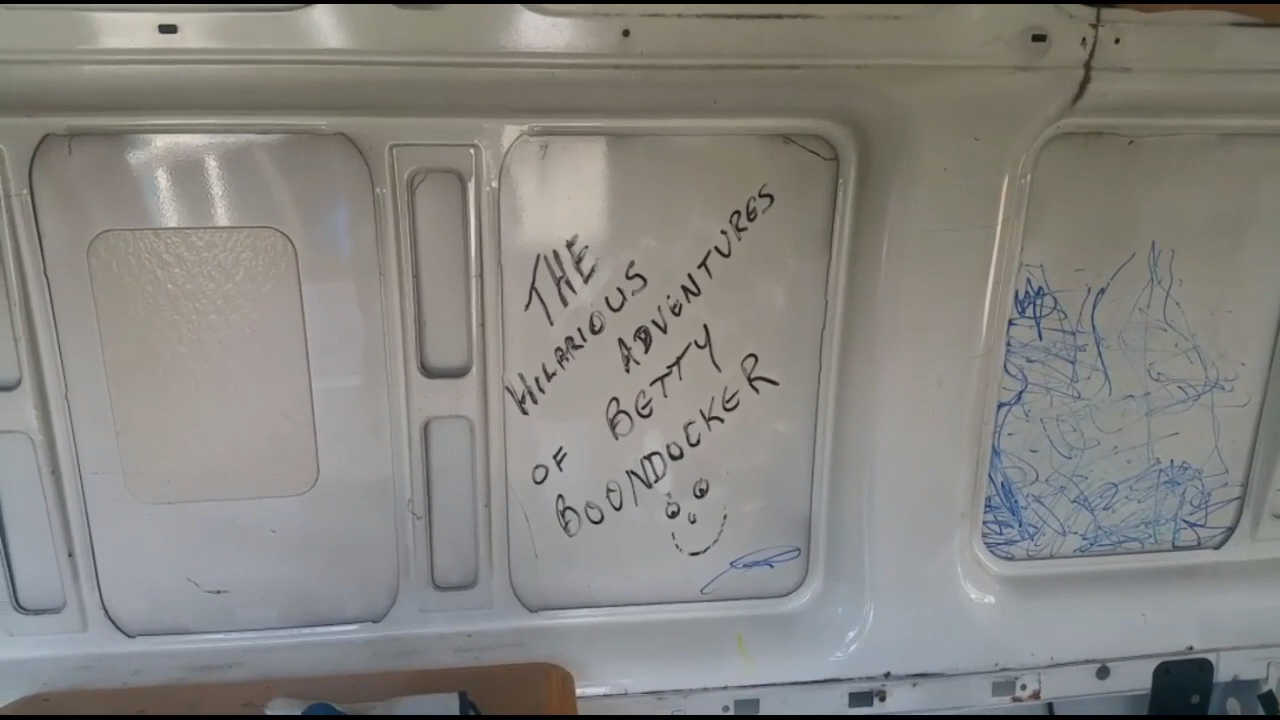 THE
HILARIOUS
ADVENTURES
OF BETTY
BOONDOCKER